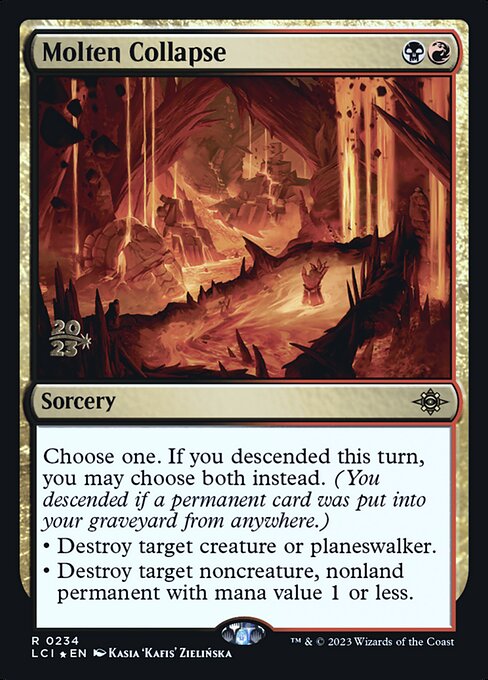 Molten Collapse
20
23
Sorcery
Choose one. If you descended this turn,
you may choose both instead. (You
descended if a permanent card was put into
your graveyard from anywhere.)
• Destroy target creature or planeswalker.
• Destroy target noncreature, nonland
permanent with mana value 1 or less.
R 0234
LCI ★ EN Kasia 'Kafis' Zielińska
™ & © 2023 Wizards of the Coast